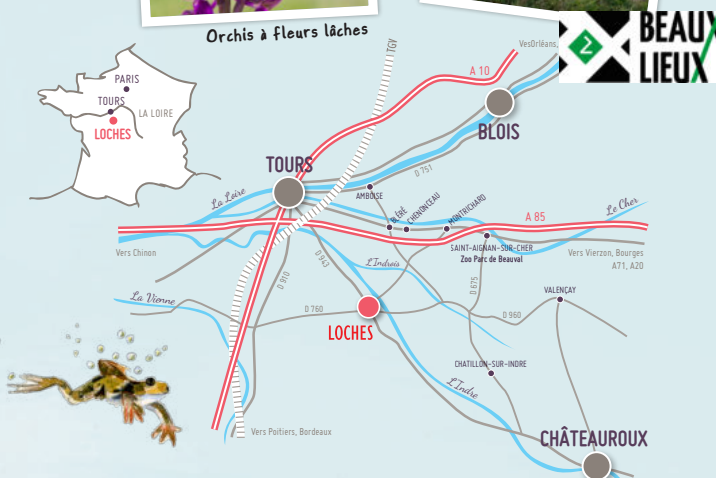 Orchis à fleurs lâches
2
BEAUX
LIEUX
TGV
VesOrléans,
A 10
PARIS
TOURS
LA LOIRE
LOCHES
BLOIS
TOURS
D 751
AMBOISE
La Loire
BLÉRÉ
CHENONCEAU
MONTRICHARD
Le Cher
A 85
SAINT-AIGNAN-SUR-CHER
Zoo Parc de Beauval
Vers Chinon
Vers Vierzon, Bourges
A71, A20
L'Indrois
D 943
D 910
D 675
La Vienne
VALENÇAY
D 760
D 960
LOCHES
CHATILLON-SUR-INDRE
L'Indre
Vers Poitiers, Bordeaux
CHÂTEAUROUX